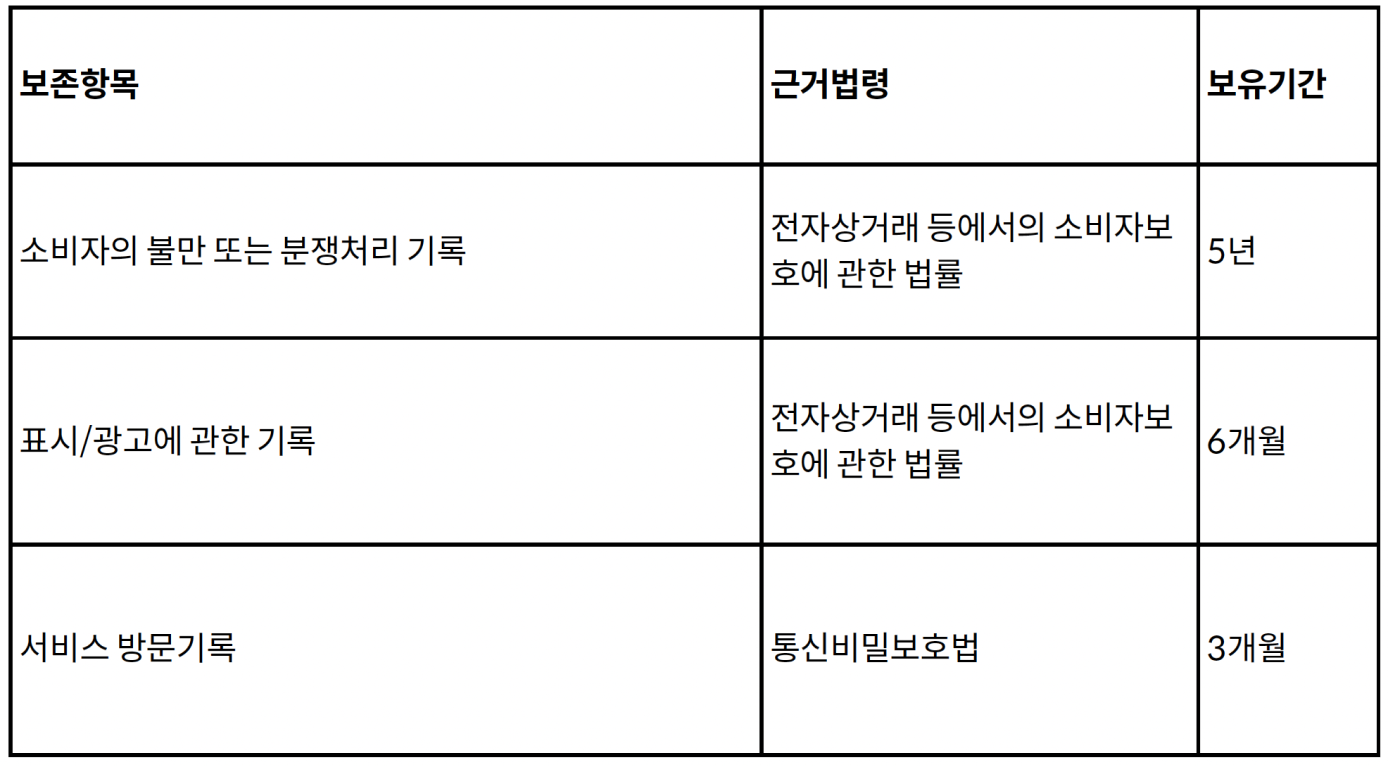 보존항목 근거법령 보유기간
소비자의 불만 또는 분쟁처리 기록
전자상거래 등에서의 소비자보
호에 관한 법률
5년
표시/광고에 관한 기록
전자상거래 등에서의 소비자보
호에 관한 법률
6개월
서비스 방문기록 통신비밀보호법 3개월